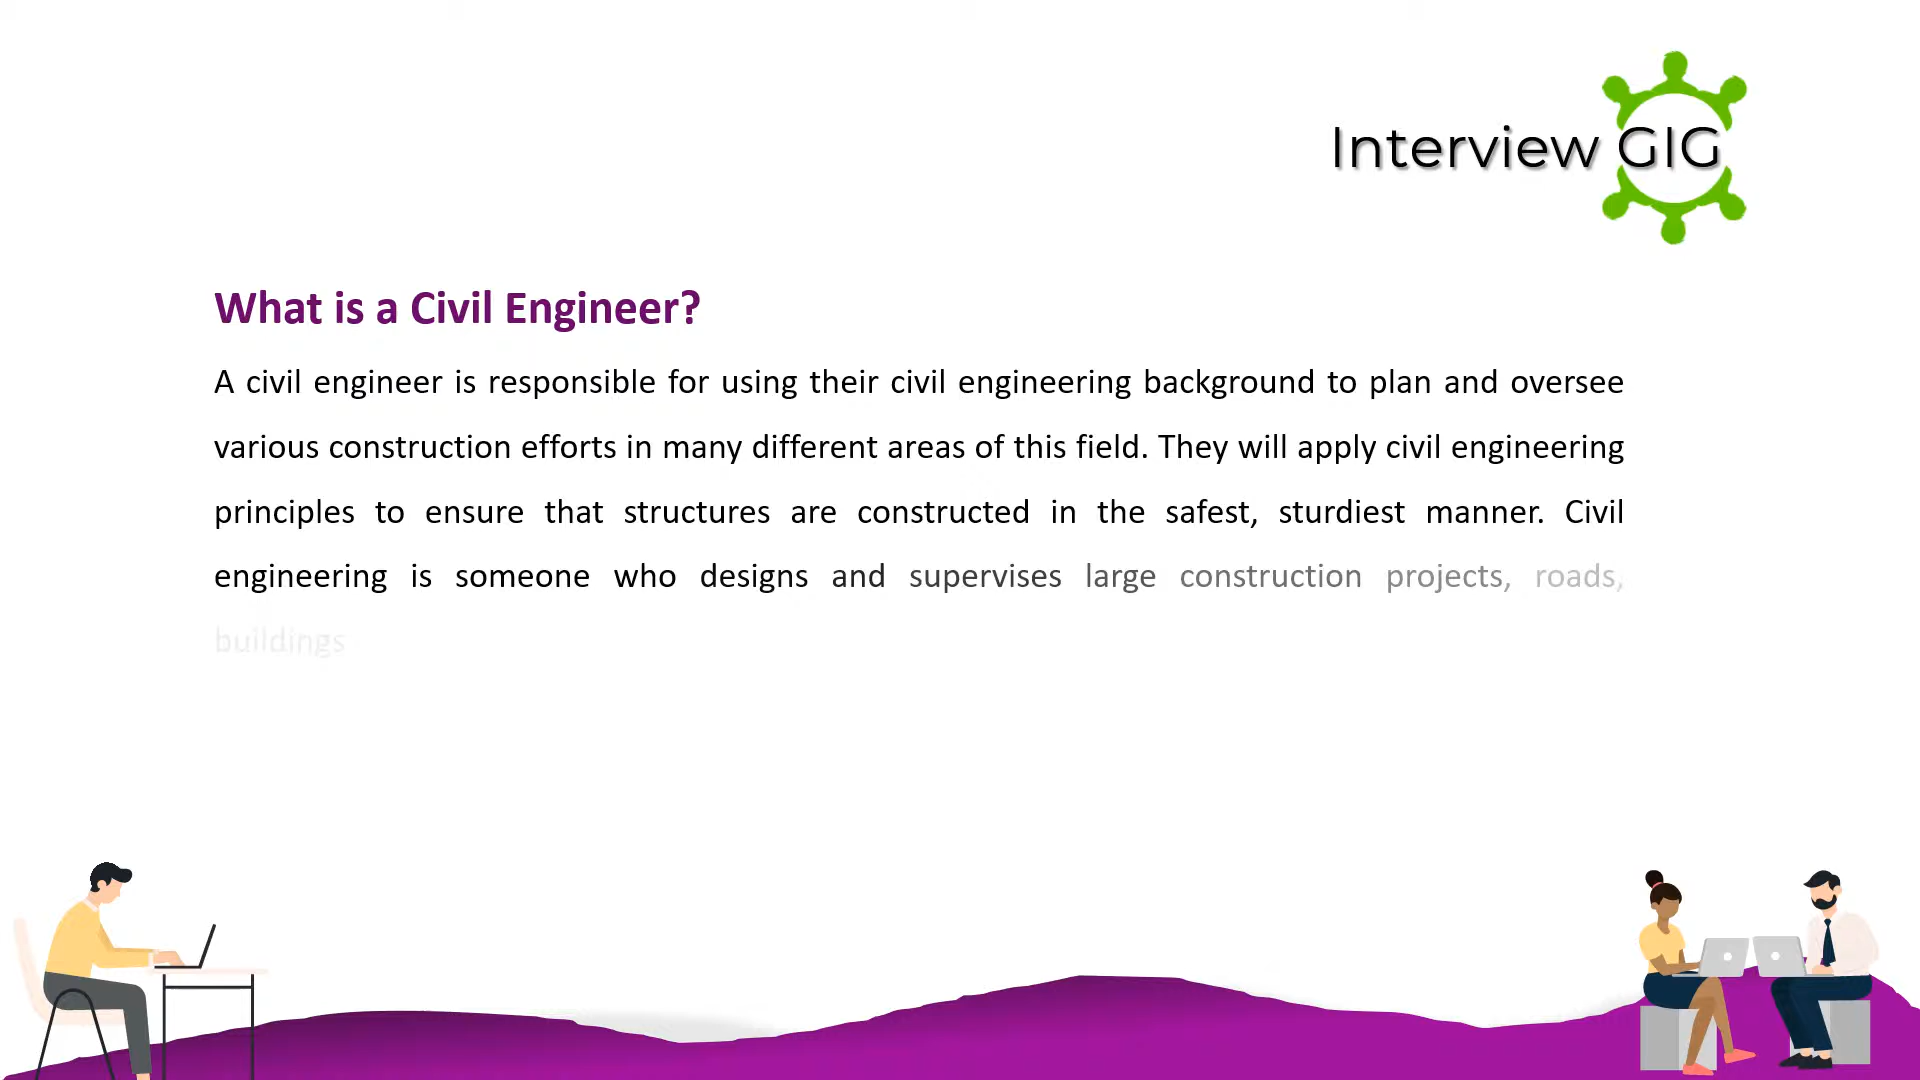 Interview GIG
What is a Civil Engineer?
A civil engineer is responsible for using their civil engineering background to plan and oversee
various construction efforts in many different areas of this field. They will apply civil engineering
principles to ensure that structures are constructed in the safest, sturdiest manner. Civil
engineering is someone who designs and supervises large construction projects, roads,
buildings